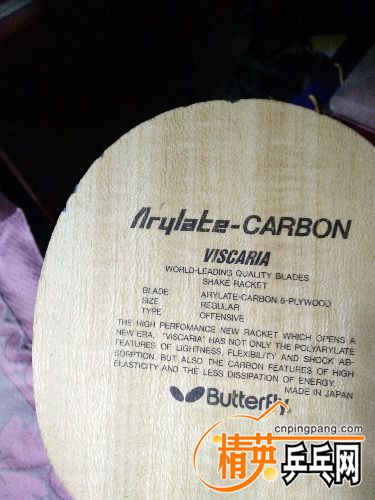 Arylate-CARBON
VISCARIA
WORLD-LEADING QUALITY BLADES
SHAKE RACKET
BLADE ARYLATE-CARBON 5-PLYWOOD
SIZE REGULAR
TYPE OFFENSIVE
THE HIGH PERFOMANCE NEW RACKET WHICH OPENS A
NEW ERA, "VISCARIA" HAS NOT ONLY THE POLYARYLATE
FEATURES OF LIGHTNESS, FLEXIBILITY AND SHOCK AB-
SORPTION, BUT ALSO THE CARBON FEATURES OF HIGH
ELASTICITY AND THE LESS DISSIPATION OF ENERGY.
MADE IN JAPAN
Butterfly
cnpingpang.com
精英乒乓网